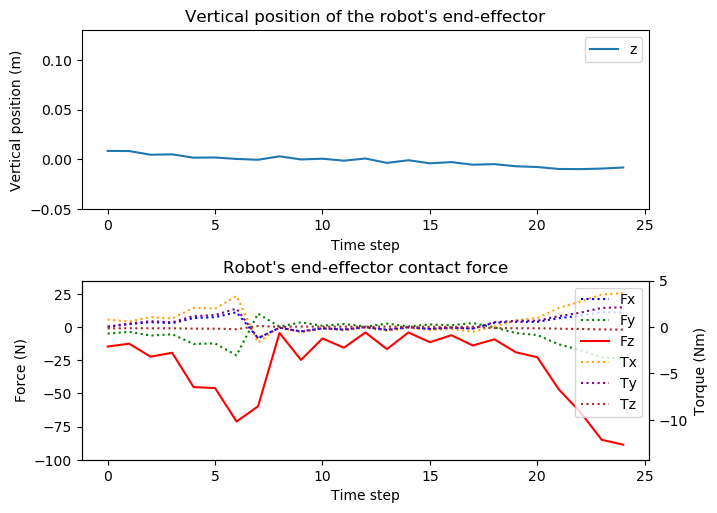 Vertical position of the robot's end-effector
Vertical position (m)
0.10
0.05
0.00
−0.05
z
0 5 10 15 20 25
Time step
Robot's end-effector contact force
Force (N)
25
0
−25
−50
−75
−100
Fx
Fy
Fz
Tx
Ty
Tz
5
0
−5
−10
Torque (Nm)
0 5 10 15 20 25
Time step